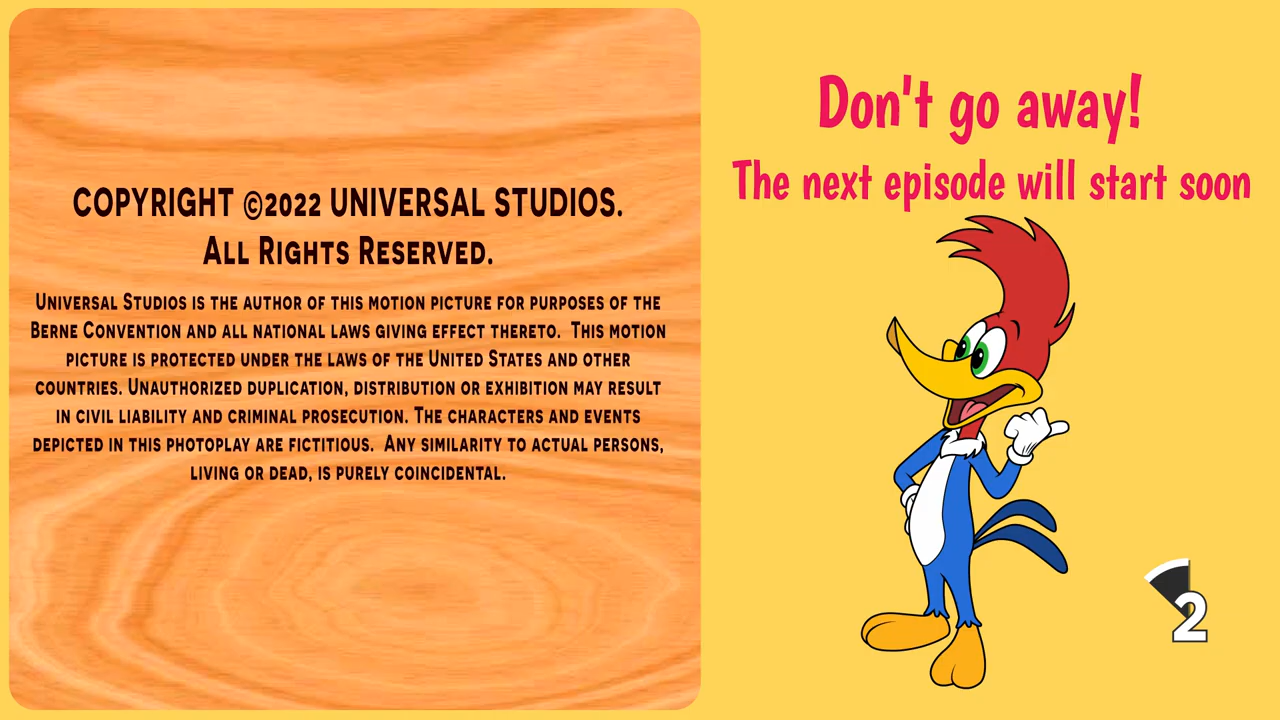 COPYRIGHT ©2022 UNIVERSAL STUDIOS.
ALL RIGHTS RESERVED.
UNIVERSAL STUDIOS IS THE AUTHOR OF THIS MOTION PICTURE FOR PURPOSES OF THE
BERNE CONVENTION AND ALL NATIONAL LAWS GIVING EFFECT THERETO. THIS MOTION
PICTURE IS PROTECTED UNDER THE LAWS OF THE UNITED STATES AND OTHER
COUNTRIES. UNAUTHORIZED DUPLICATION, DISTRIBUTION OR EXHIBITION MAY RESULT
IN CIVIL LIABILITY AND CRIMINAL PROSECUTION. THE CHARACTERS AND EVENTS
DEPICTED IN THIS PHOTOPLAY ARE FICTITIOUS. ANY SIMILARITY TO ACTUAL PERSONS,
LIVING OR DEAD, IS PURELY COINCIDENTAL.
Don't go away!
The next episode will start soon
2